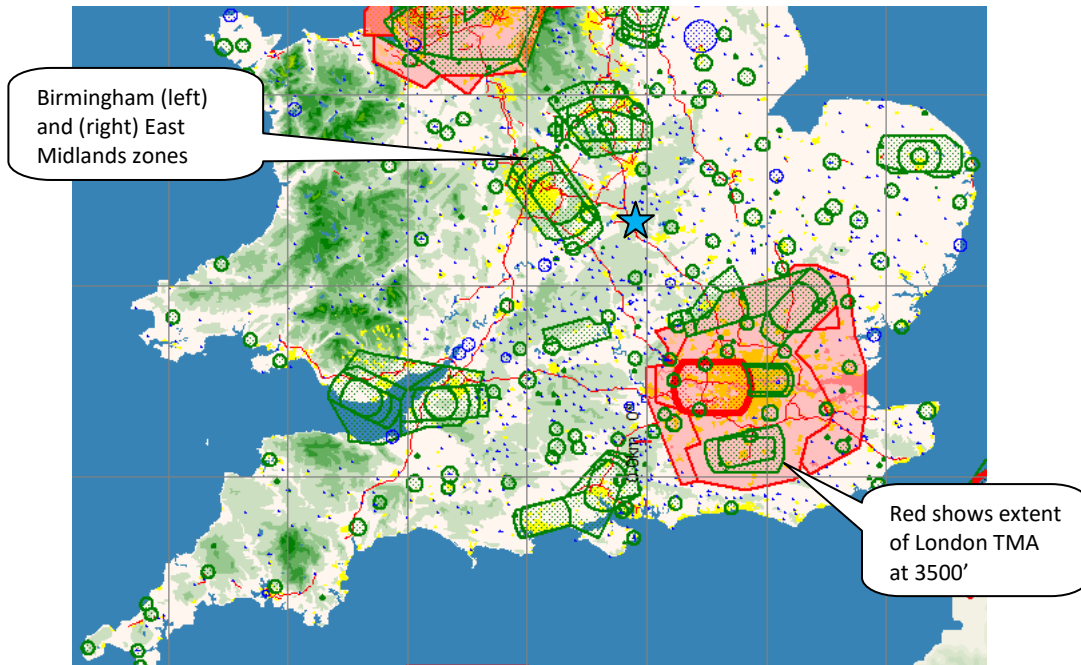 Birmingham (left)
and (right) East
Midlands zones
Red shows extent
of London TMA
at 3500’